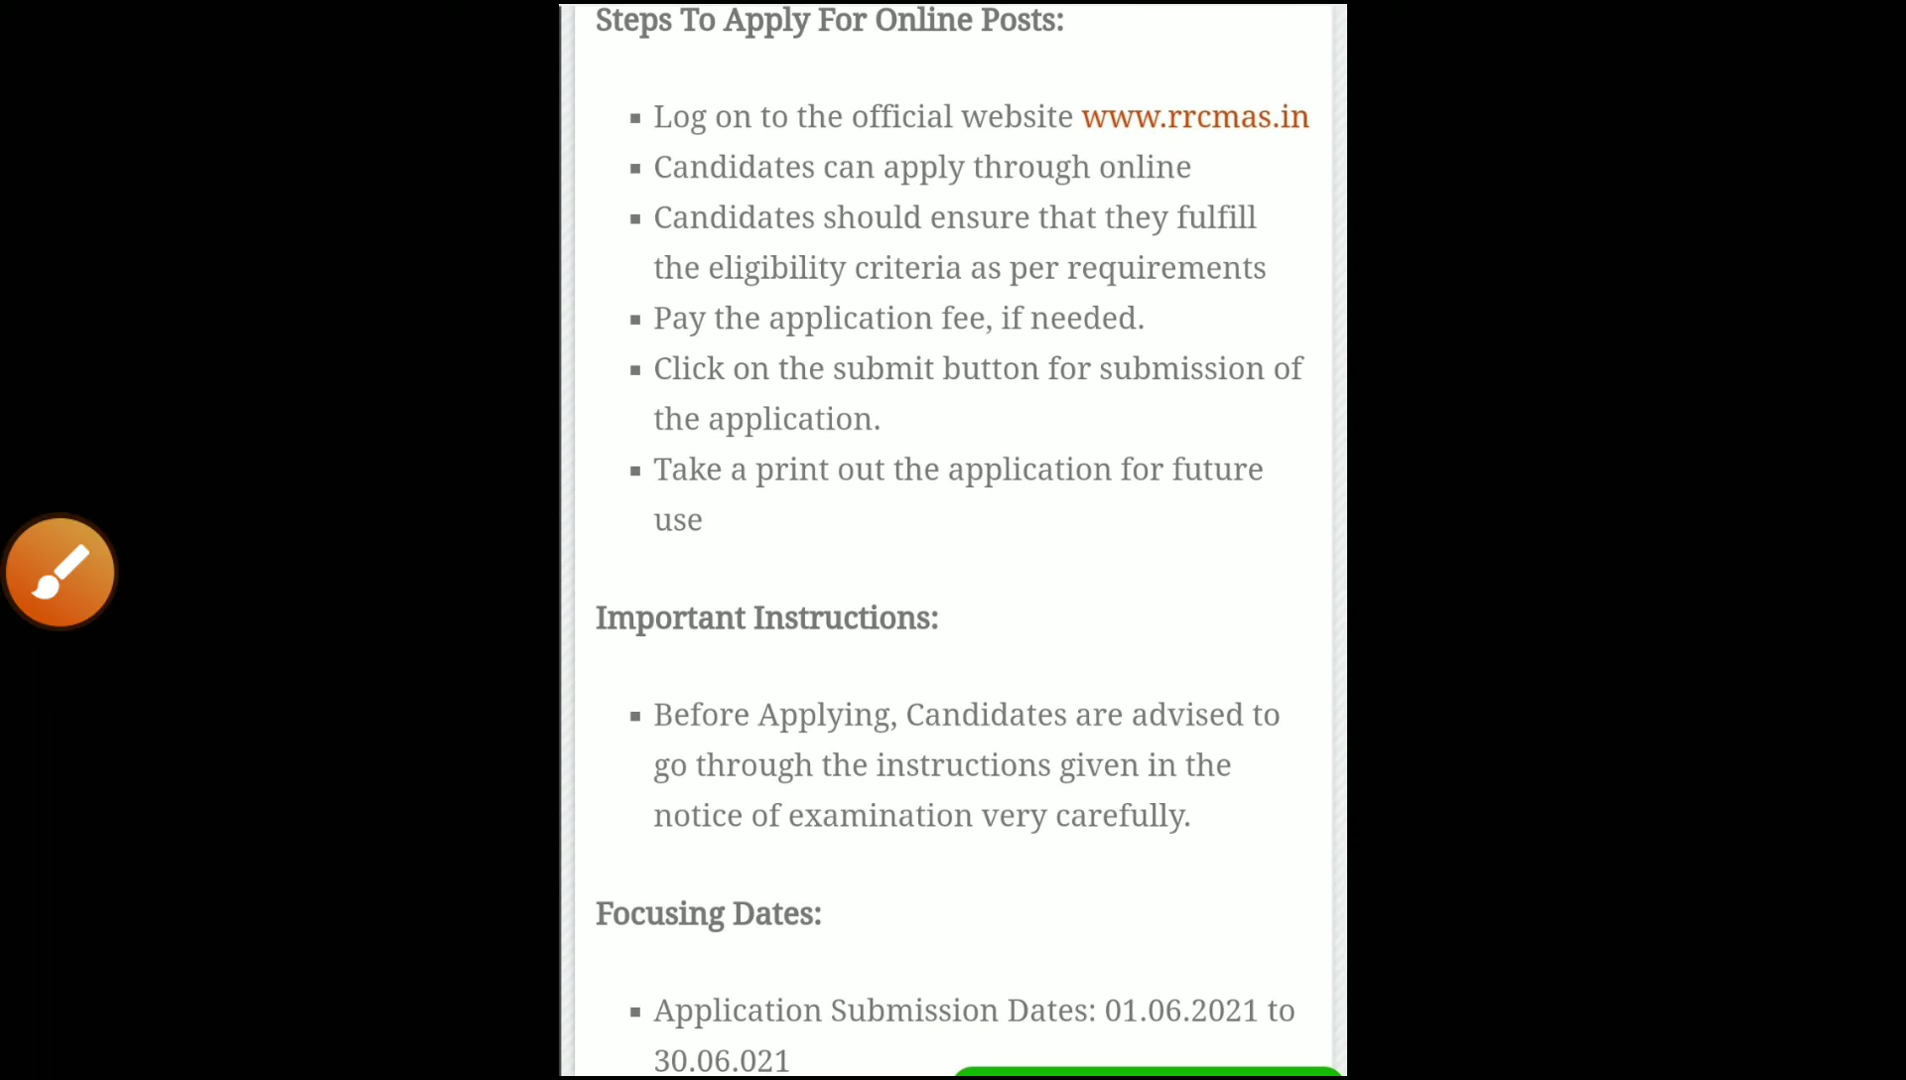 Steps To Apply For Online Posts:
Log on to the official website www.rrcmas.in
Candidates can apply through online
Candidates should ensure that they fulfill
the eligibility criteria as per requirements
Pay the application fee, if needed.
Click on the submit button for submission of
the application.
Take a print out the application for future
use
Important Instructions:
Before Applying, Candidates are advised to
go through the instructions given in the
notice of examination very carefully.
Focusing Dates:
Application Submission Dates: 01.06.2021 to
30.06.021